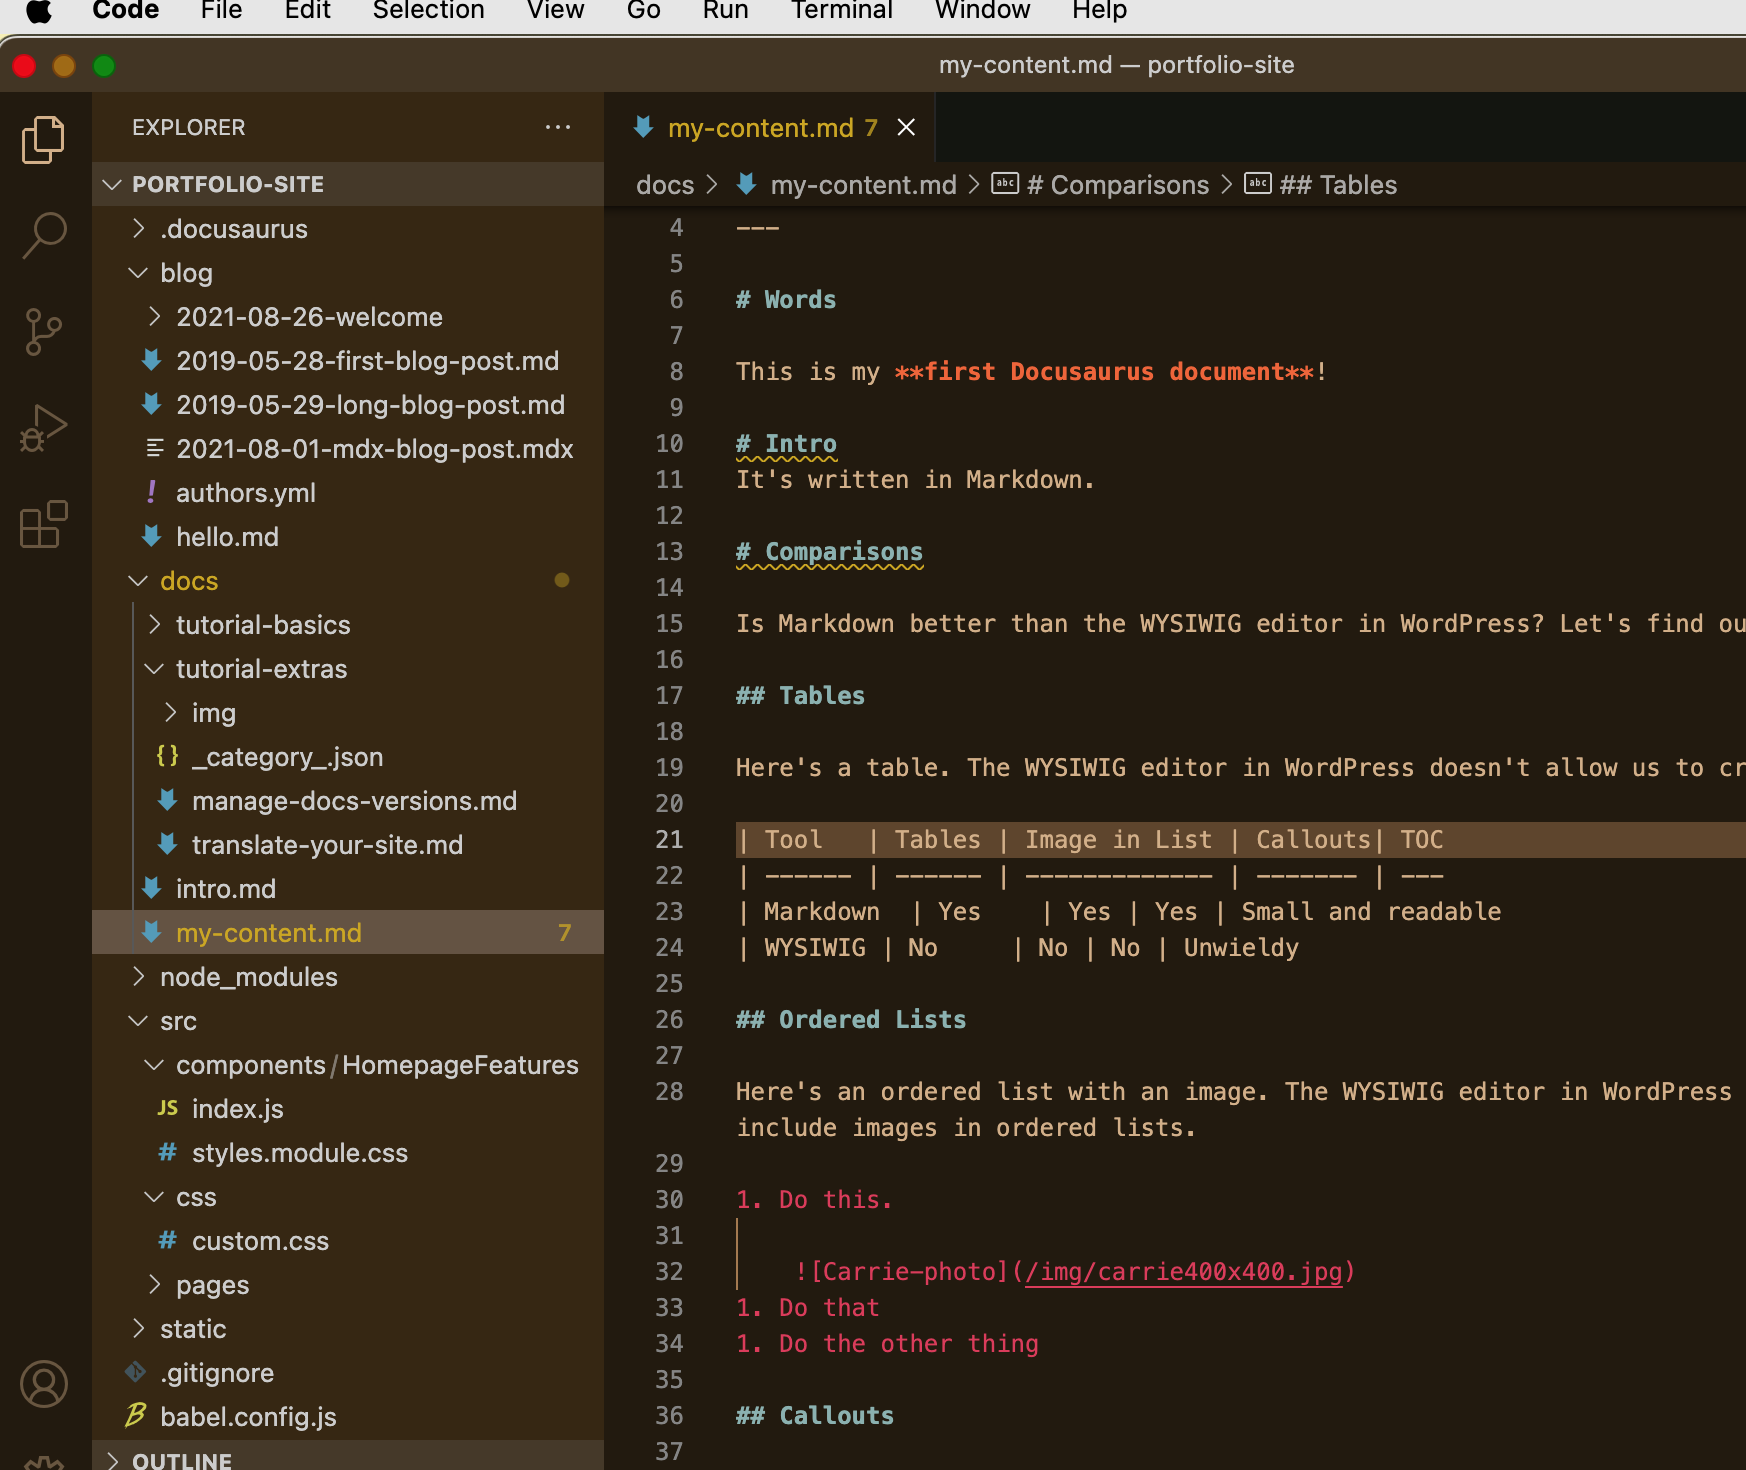 Code File Edit Selection View Go Run Terminal Window Help
my-content.md — portfolio-site
EXPLORER
PORTFOLIO-SITE
.docusaurus
blog
2021-08-26-welcome
2019-05-28-first-blog-post.md
2019-05-29-long-blog-post.md
2021-08-01-mdx-blog-post.mdx
! authors.yml
hello.md
docs
tutorial-basics
tutorial-extras
img
{} _category_.json
manage-docs-versions.md
translate-your-site.md
intro.md
my-content.md 7
node_modules
src
components/HomepageFeatures
JS index.js
# styles.module.css
css
# custom.css
pages
static
.gitignore
B babel.config.js
OUTLINE
my-content.md 7
docs > my-content.md > abc # Comparisons > abc ## Tables
4 ---
5
6 # Words
7
8 This is my **first Docusaurus document**!
9
10 # Intro
11 It's written in Markdown.
12
13 # Comparisons
14
15 Is Markdown better than the WYSIWIG editor in WordPress? Let's find ou
16
17 ## Tables
18
19 Here's a table. The WYSIWIG editor in WordPress doesn't allow us to cr
20
21 | Tool   | Tables | Image in List | Callouts| TOC
22 | ------ | ------ | ------------- | ------- | ---
23 | Markdown  | Yes    | Yes | Yes | Small and readable
24 | WYSIWIG | No     | No | No | Unwieldy
25
26 ## Ordered Lists
27
28 Here's an ordered list with an image. The WYSIWIG editor in WordPress
include images in ordered lists.
29
30 1. Do this.
31
32     ![Carrie-photo](/img/carrie400x400.jpg)
33 1. Do that
34 1. Do the other thing
35
36 ## Callouts
37